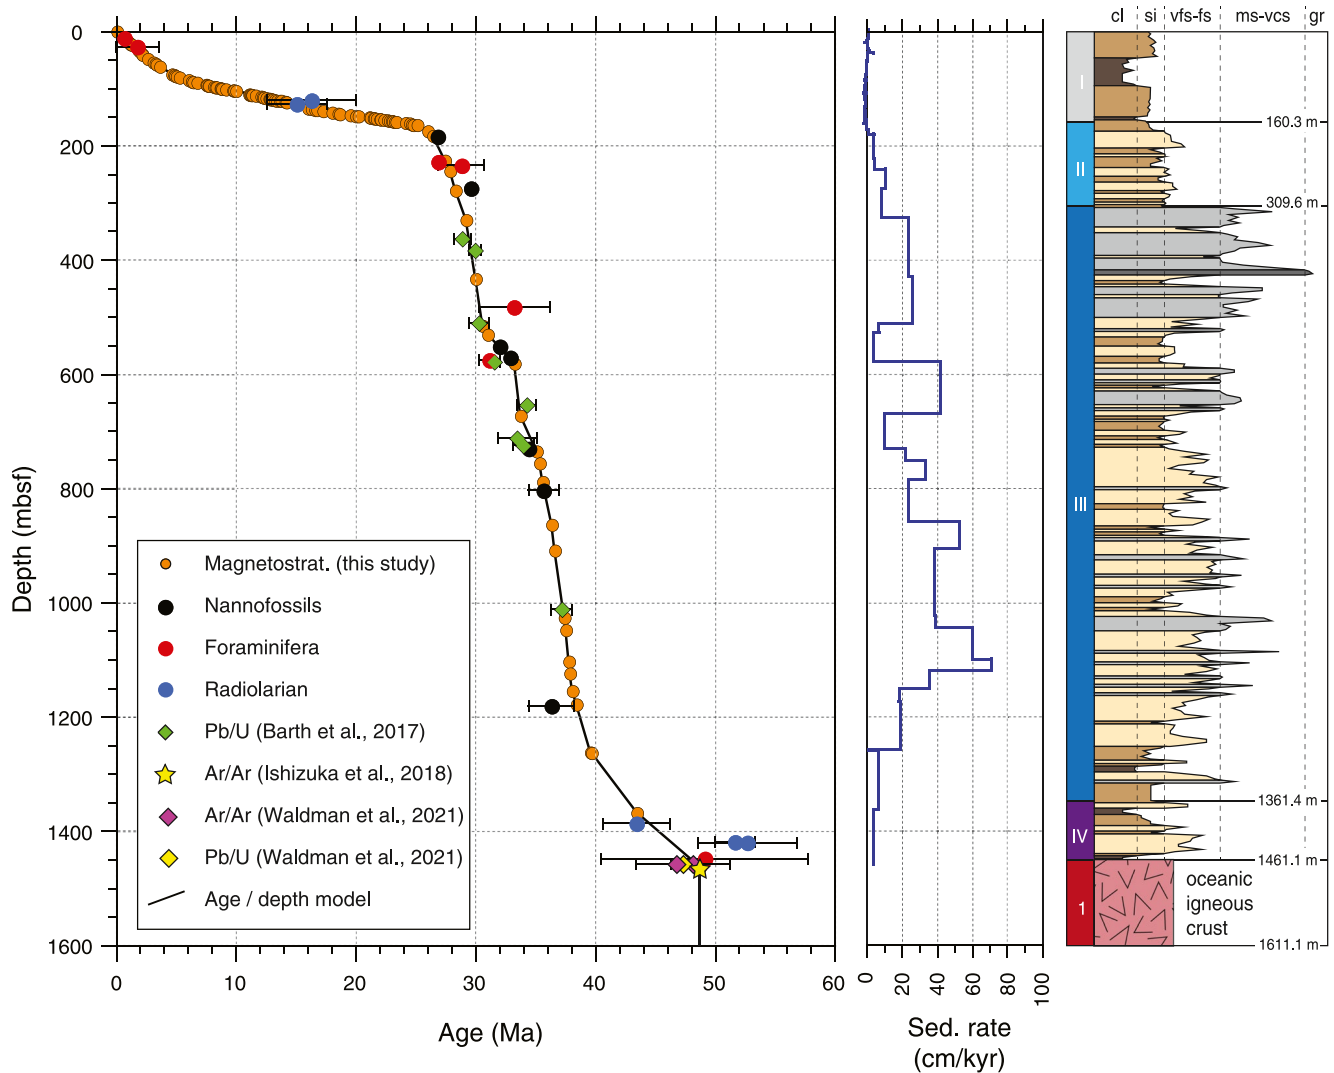 cl si vfs-fs ms-vcs gr
0
200
400
600
800
1000
1200
1400
1600
Depth (mbsf)
0 10 20 30 40 50 60
Age (Ma)
Magnetostrat. (this study)
Nannofossils
Foraminifera
Radiolarian
Pb/U (Barth et al., 2017)
Ar/Ar (Ishizuka et al., 2018)
Ar/Ar (Waldman et al., 2021)
Pb/U (Waldman et al., 2021)
Age / depth model
0 20 40 60 80 100
Sed. rate
(cm/kyr)
I
160.3 m
II
309.6 m
III
1361.4 m
IV
1461.1 m
1
oceanic
igneous
crust
1611.1 m